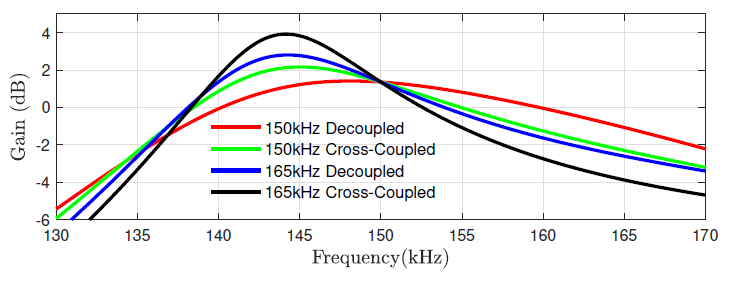 Gain (dB)
4
2
0
-2
-4
-6
150kHz Decoupled
150kHz Cross-Coupled
165kHz Decoupled
165kHz Cross-Coupled
130 135 140 145 150 155 160 165 170
Frequency(kHz)